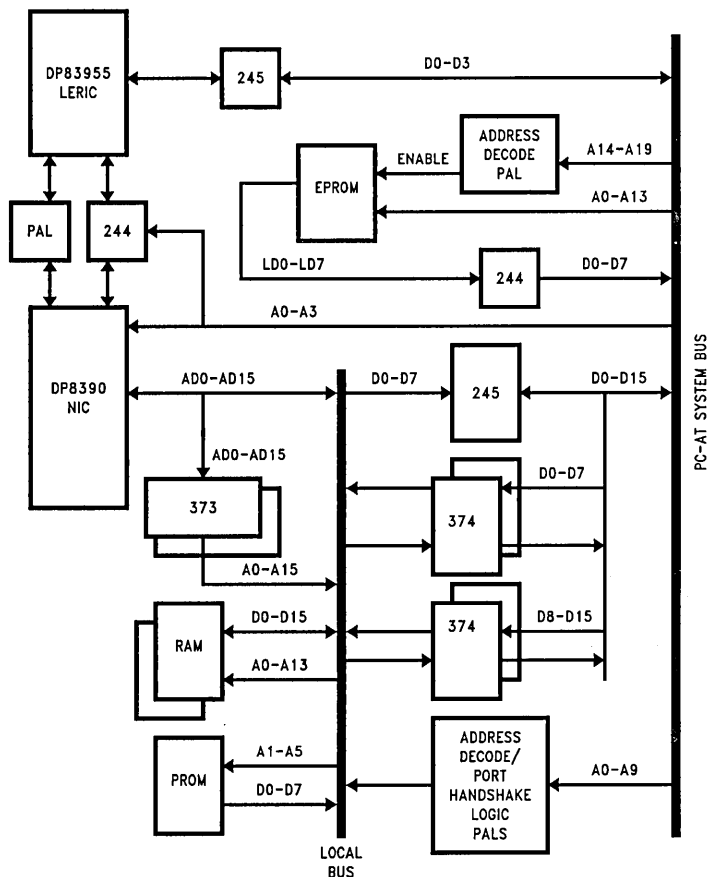 DP83955
LERIC
245
D0-D3
ADDRESS
DECODE
PAL
A14-A19
ENABLE
EPROM
A0-A13
PAL
244
LD0-LD7
244
D0-D7
A0-A3
DP8390
NIC
AD0-AD15
D0-D7
245
D0-D15
PC-AT SYSTEM BUS
AD0-AD15
373
D0-D7
374
A0-A15
RAM
D0-D15
374
D8-D15
A0-A13
PROM
A1-A5
D0-D7
ADDRESS
DECODE/
PORT
HANDSHAKE
LOGIC
PALS
A0-A9
LOCAL
BUS